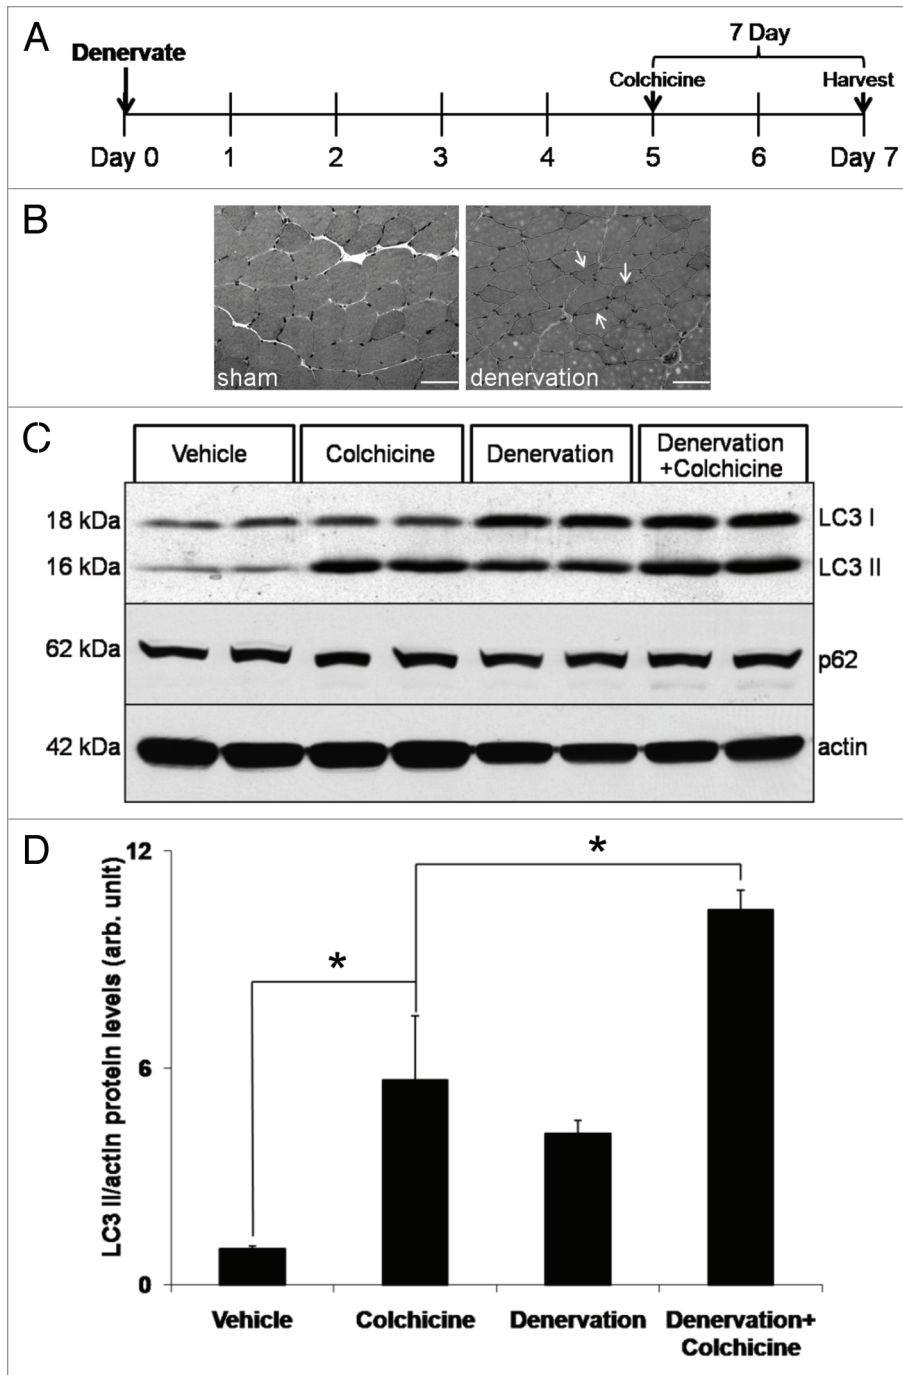 A
Denervate
7 Day
Colchicine
Harvest
Day 0 1 2 3 4 5 6 Day 7
B
sham
denervation
C
Vehicle
Colchicine
Denervation
Denervation
+Colchicine
18 kDa
LC3 I
16 kDa
LC3 II
62 kDa
p62
42 kDa
actin
D
LC3 II/actin protein levels (arb. unit)
12
6
0
*
*
Vehicle
Colchicine
Denervation
Denervation+
Colchicine